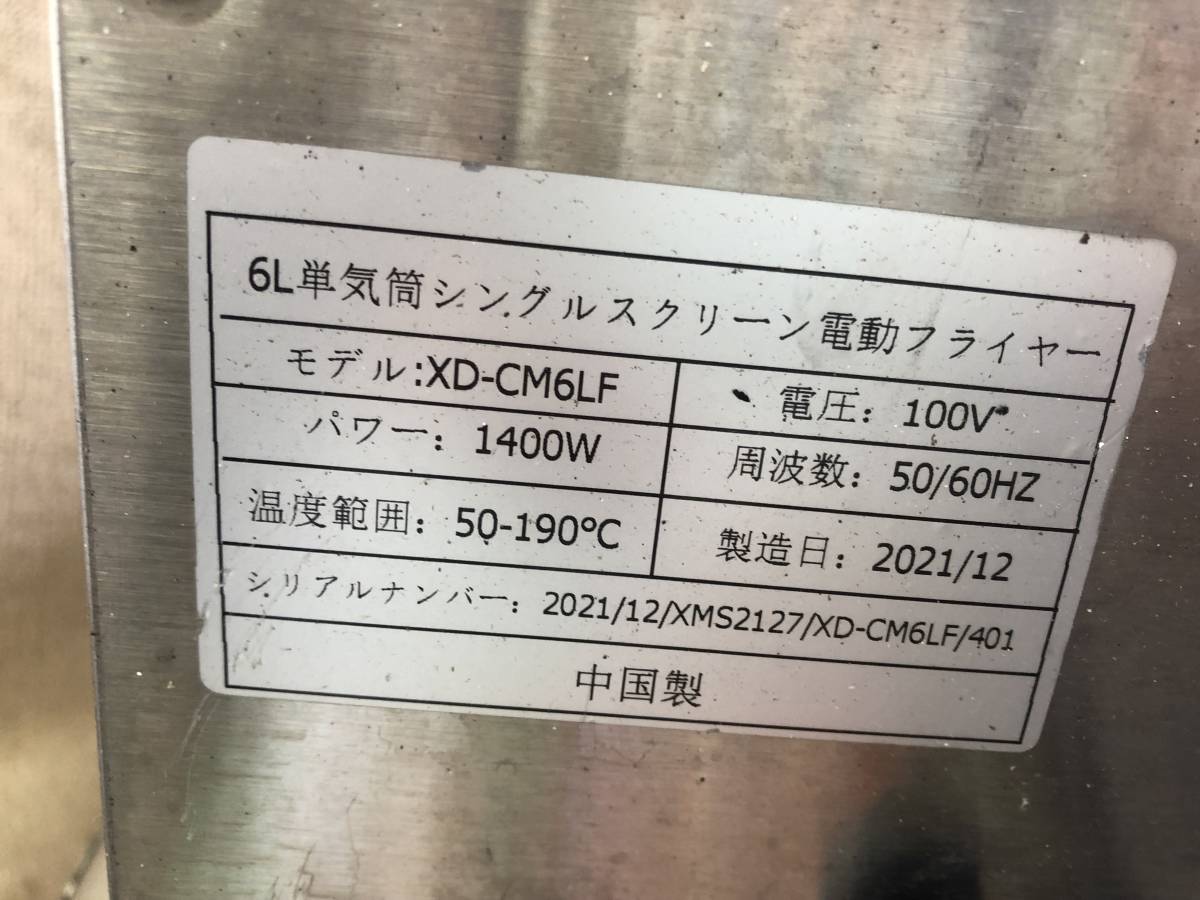 6L単気筒シングルスクリーン電動フライヤー
モデル:XD-CM6LF
電圧：100V
パワー：1400W
周波数：50/60HZ
温度範囲：50-190℃
製造日：2021/12
シリアルナンバー：2021/12/XMS2127/XD-CM6LF/401
中国製